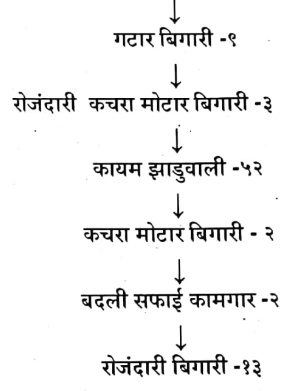 गटार बिगारी -९
रोजंदारी कचरा मोटार बिगारी -३
कायम झाडुवाली -५२
कचरा मोटार बिगारी - २
बदली सफाई कामगार -२
रोजंदारी बिगारी -१३